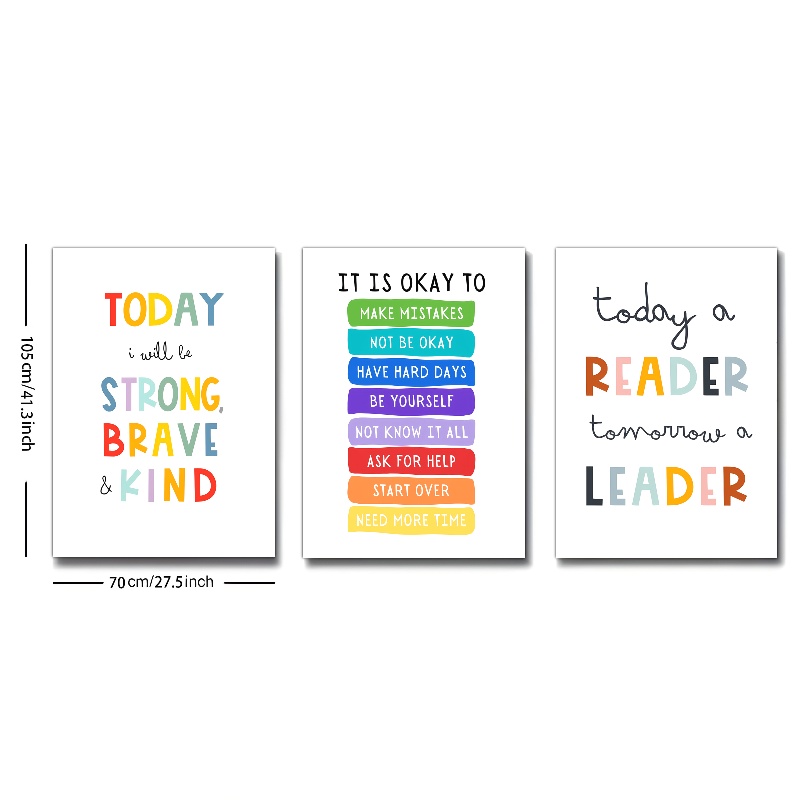 TODAY
i will be
STRONG,
BRAVE
& KIND
IT IS OKAY TO
MAKE MISTAKES
NOT BE OKAY
HAVE HARD DAYS
BE YOURSELF
NOT KNOW IT ALL
ASK FOR HELP
START OVER
NEED MORE TIME
today a
READER
tomorrow a
LEADER
105cm/41.3inch
70cm/27.5inch